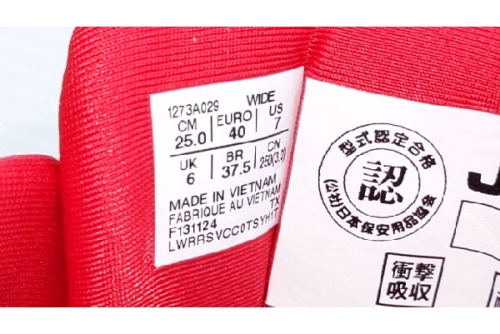 1273A029 WIDE
CM EURO US
25.0 40 7
UK BR CN
6 37.5 250(3.0)
MADE IN VIETNAM
FABRIQUE AU VIETNAM
F131124 TX
LWRRSVCC0TSYH1T
型式認定合格
認
(公社)日本保安用品協会
J
衝撃
吸収